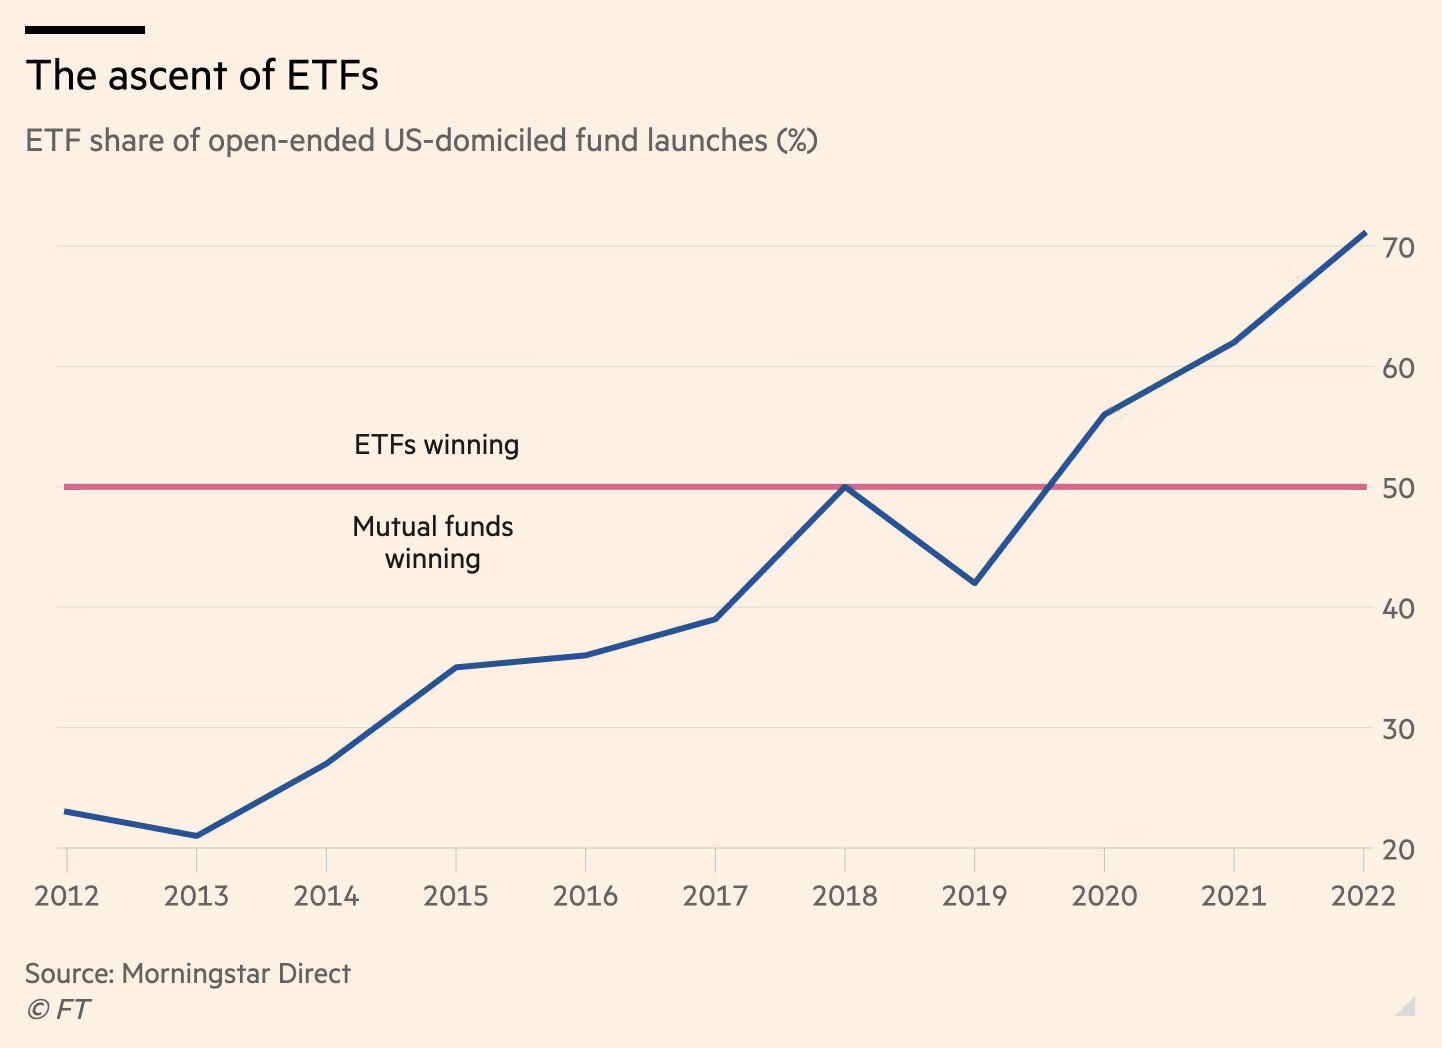 The ascent of ETFs
ETF share of open-ended US-domiciled fund launches (%)
70
60
ETFs winning
50
Mutual funds
winning
40
30
20
2012 2013 2014 2015 2016 2017 2018 2019 2020 2021 2022
Source: Morningstar Direct
© FT